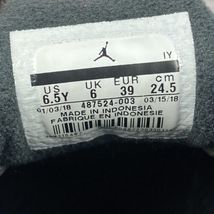 IY
US UK EUR cm
6.5Y 6 39 24.5
01/03/18 487524-003 03/15/18
MADE IN INDONESIA
FABRIQUE EN INDONESIE